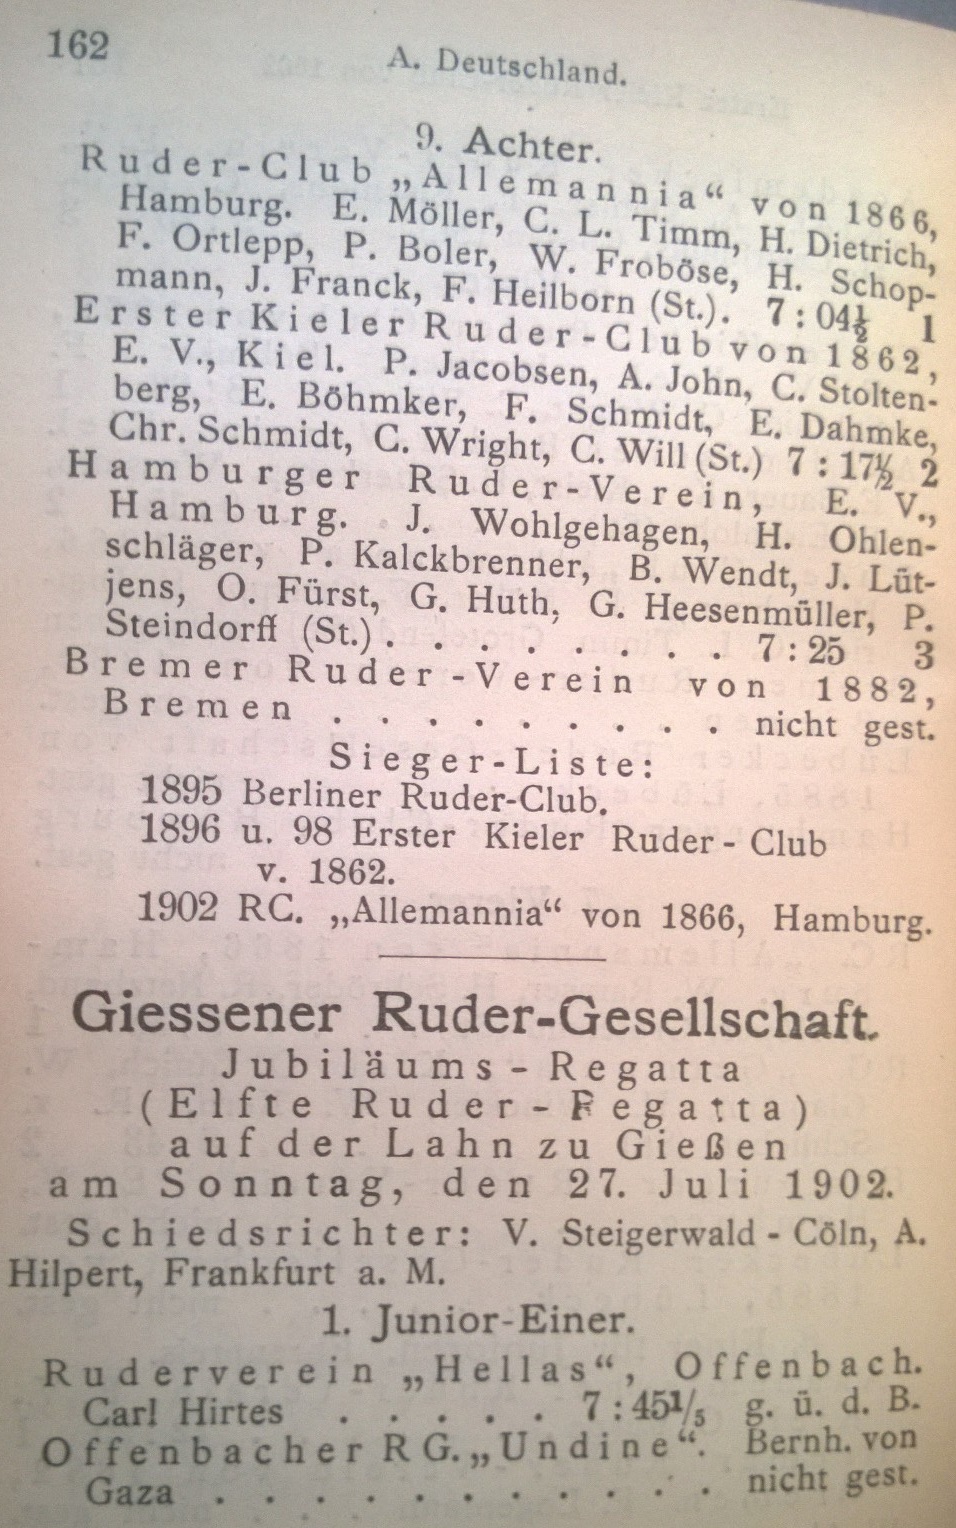 162
A. Deutschland.
9. Achter.
Ruder-Club „Allemannia“ von 1866,
Hamburg. E. Möller, C. L. Timm, H. Dietrich,
F. Ortlepp, P. Boler, W. Froböse, H. Schop-
mann, J. Franck, F. Heilborn (St.). 7:04½ 1
Erster Kieler Ruder-Club von 1862,
E. V., Kiel. P. Jacobsen, A. John, C. Stolten-
berg, E. Böhmker, F. Schmidt, E. Dahmke,
Chr. Schmidt, C. Wright, C. Will (St.) 7:17½ 2
Hamburger Ruder-Verein, E. V.,
Hamburg. J. Wohlgehagen, H. Ohlen-
schläger, P. Kalckbrenner, B. Wendt, J. Lüt-
jens, O. Fürst, G. Huth, G. Heesenmüller, P.
Steindorff (St.) . . . . . . . . 7:25 3
Bremer Ruder-Verein von 1882,
Bremen . . . . . . . . . nicht gest.
Sieger-Liste:
1895 Berliner Ruder-Club.
1896 u. 98 Erster Kieler Ruder-Club
v. 1862.
1902 RC. „Allemannia“ von 1866, Hamburg.
Giessener Ruder-Gesellschaft.
Jubiläums-Regatta
(Elfte Ruder-Regatta)
auf der Lahn zu Gießen
am Sonntag, den 27. Juli 1902.
Schiedsrichter: V. Steigerwald-Cöln, A.
Hilpert, Frankfurt a. M.
1. Junior-Einer.
Ruderverein „Hellas“, Offenbach.
Carl Hirtes . . . . . 7:45¹/₅ g. ü. d. B.
Offenbacher RG. „Undine“. Bernh. von
Gaza . . . . . . . . . . . nicht gest.